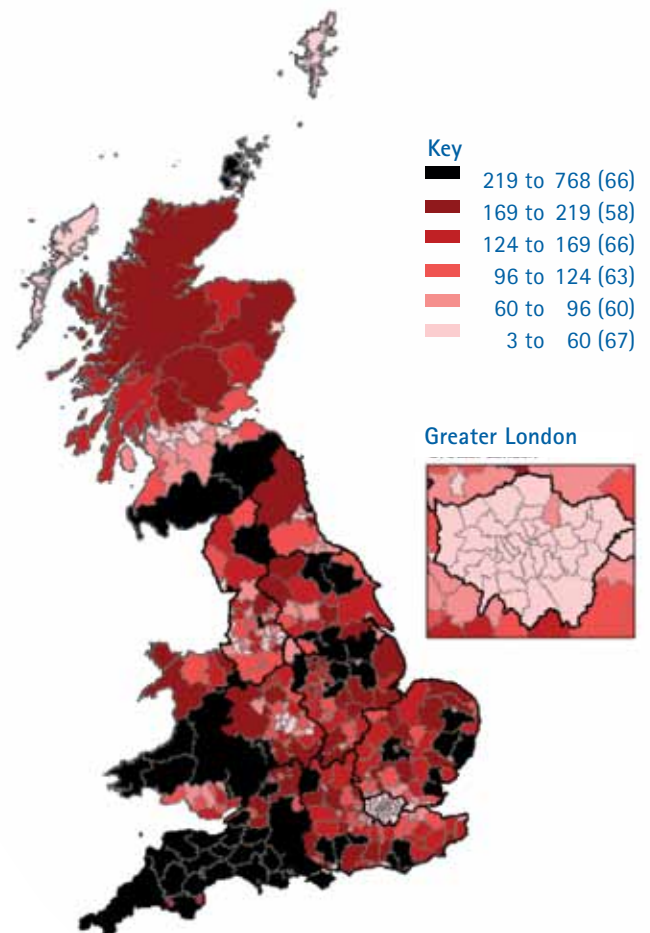 Key
219 to 768 (66)
169 to 219 (58)
124 to 169 (66)
96 to 124 (63)
60 to 96 (60)
3 to 60 (67)
Greater London